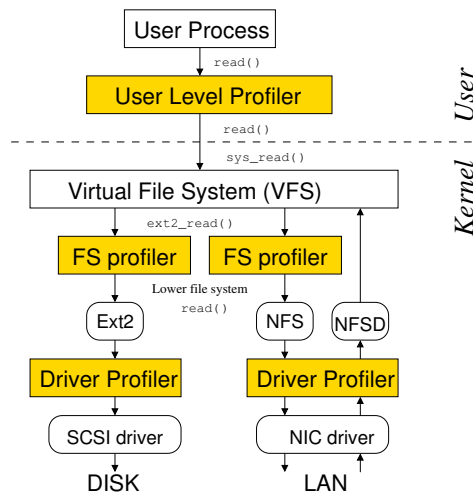 User Process
read()
User Level Profiler
User
read()
sys_read()
Kernel
Virtual File System (VFS)
ext2_read()
FS profiler FS profiler
Lower file system
read()
Ext2 NFS NFSD
Driver Profiler Driver Profiler
SCSI driver NIC driver
DISK LAN